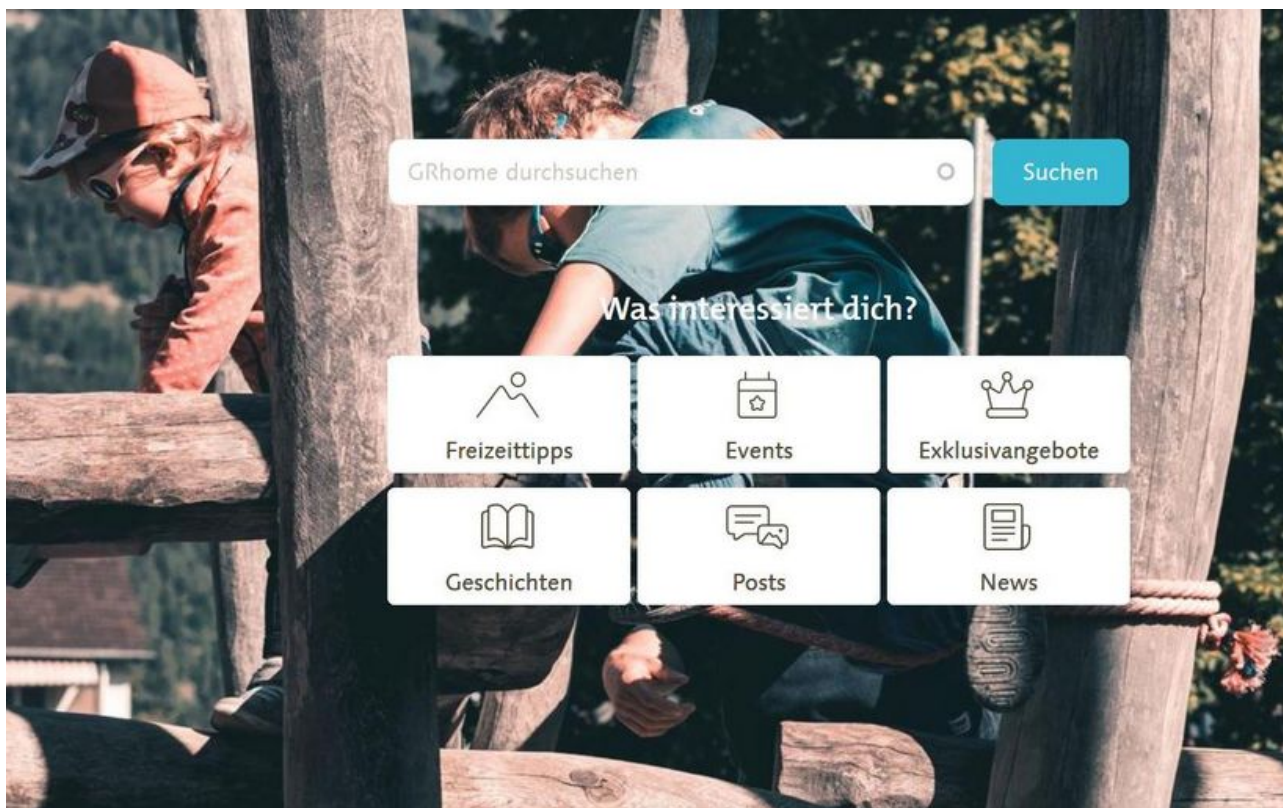 GRhome durchsuchen
Suchen
Was interessiert dich?
Freizeittipps
Events
Exklusivangebote
Geschichten
Posts
News